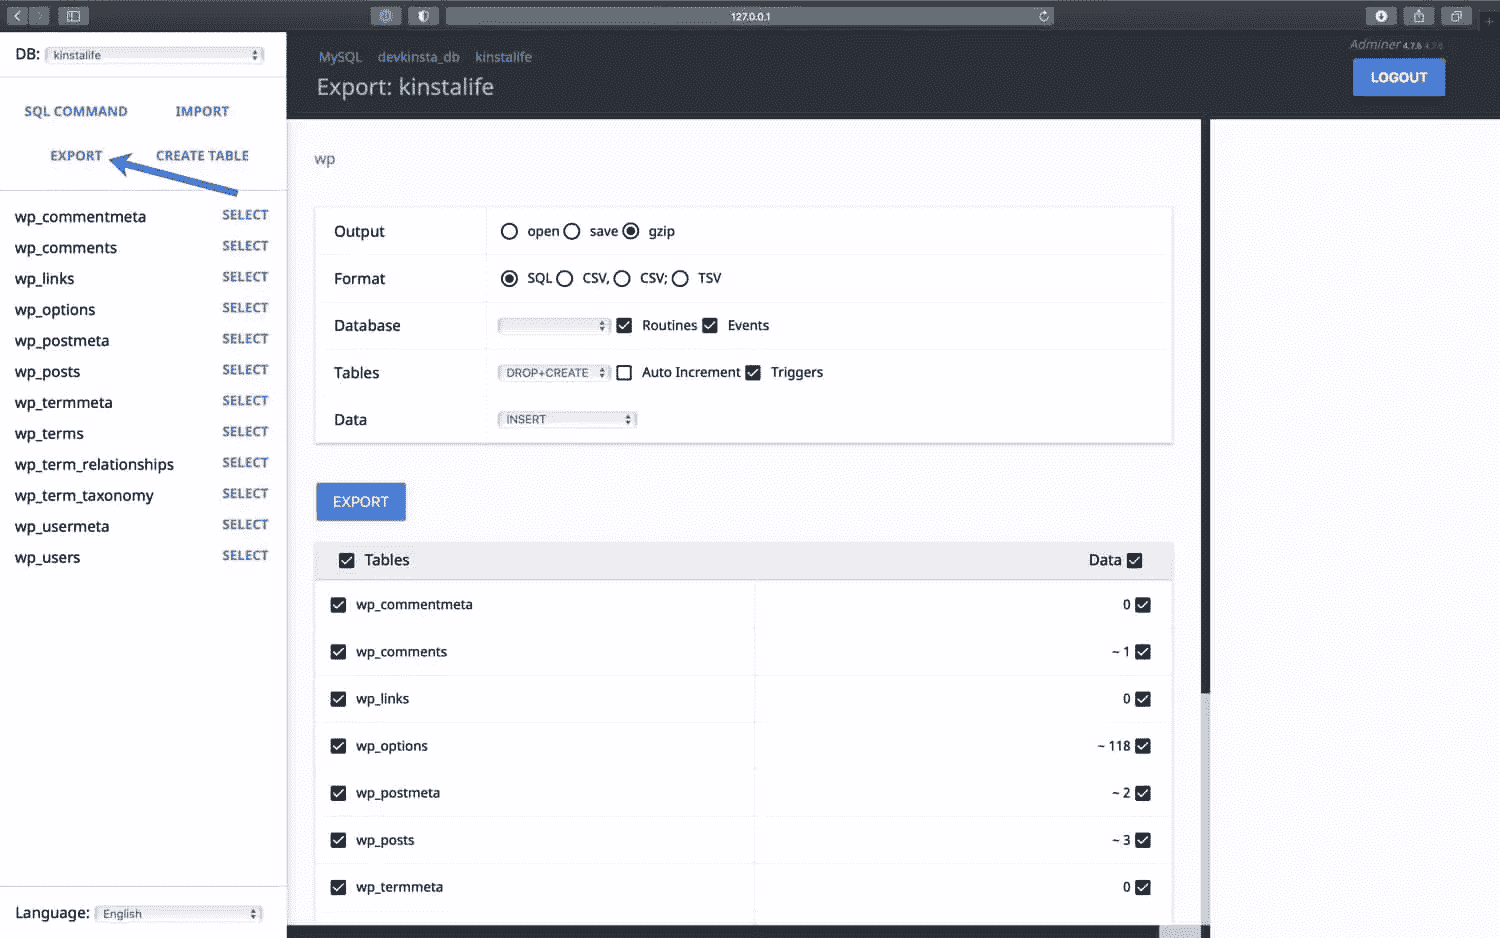 127.0.0.1
DB: kinstalife
MySQL devkinsta_db kinstalife
Adminer 4.7.6 4.7.8
Export: kinstalife
LOGOUT
SQL COMMAND IMPORT
EXPORT CREATE TABLE
wp_commentmeta SELECT
wp_comments SELECT
wp_links SELECT
wp_options SELECT
wp_postmeta SELECT
wp_posts SELECT
wp_termmeta SELECT
wp_terms SELECT
wp_term_relationships SELECT
wp_term_taxonomy SELECT
wp_usermeta SELECT
wp_users SELECT
Language: English
wp
Output open save gzip
Format SQL CSV, CSV; TSV
Database Routines Events
Tables DROP+CREATE Auto Increment Triggers
Data INSERT
EXPORT
Tables Data
wp_commentmeta 0
wp_comments ~ 1
wp_links 0
wp_options ~ 118
wp_postmeta ~ 2
wp_posts ~ 3
wp_termmeta 0